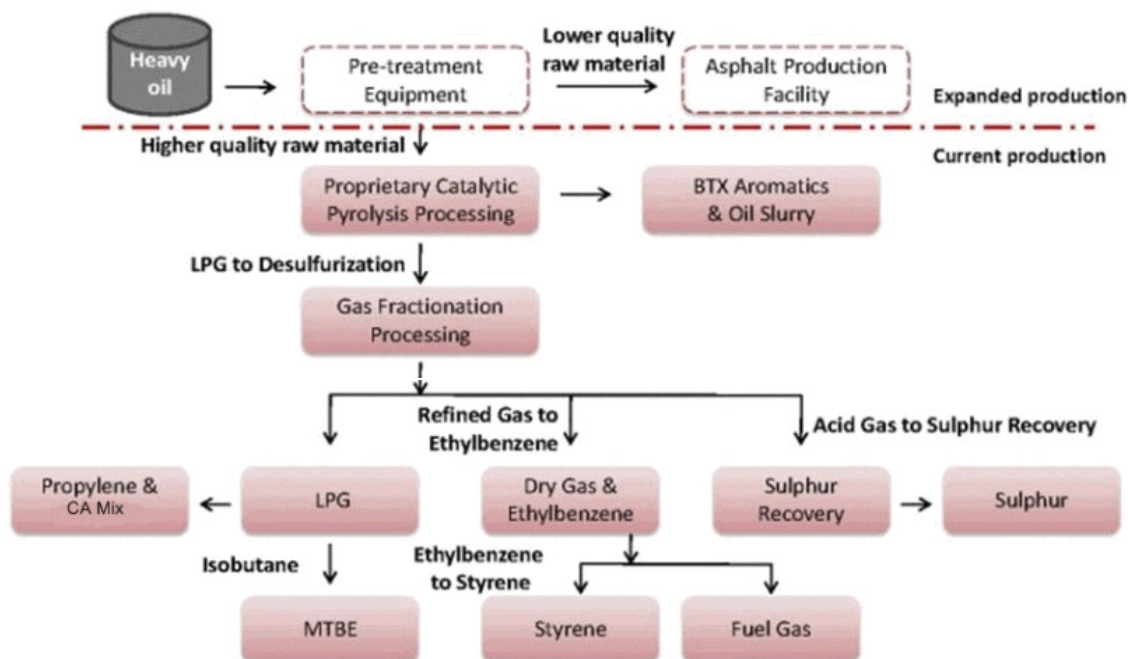 Heavy
oil
Pre-treatment
Equipment
Lower quality
raw material
Asphalt Production
Facility
Expanded production
Higher quality raw material
Current production
Proprietary Catalytic
Pyrolysis Processing
BTX Aromatics
& Oil Slurry
LPG to Desulfurization
Gas Fractionation
Processing
Refined Gas to
Ethylbenzene
Acid Gas to Sulphur Recovery
Propylene &
CA Mix
LPG
Dry Gas &
Ethylbenzene
Sulphur
Recovery
Sulphur
Isobutane
Ethylbenzene
to Styrene
MTBE
Styrene
Fuel Gas